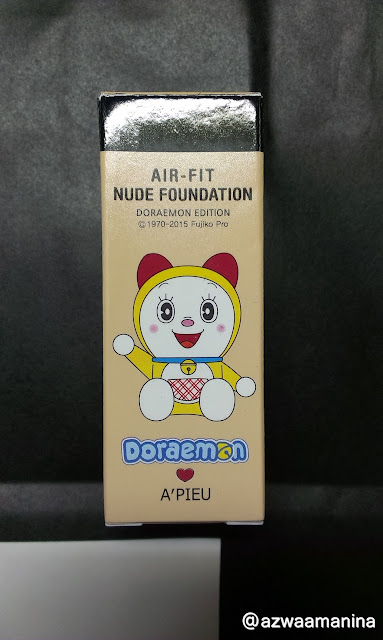 AIR-FIT
NUDE FOUNDATION
DORAEMON EDITION
©1970-2015 Fujiko Pro
DORAEMON
A'PIEU
@azwaamanina